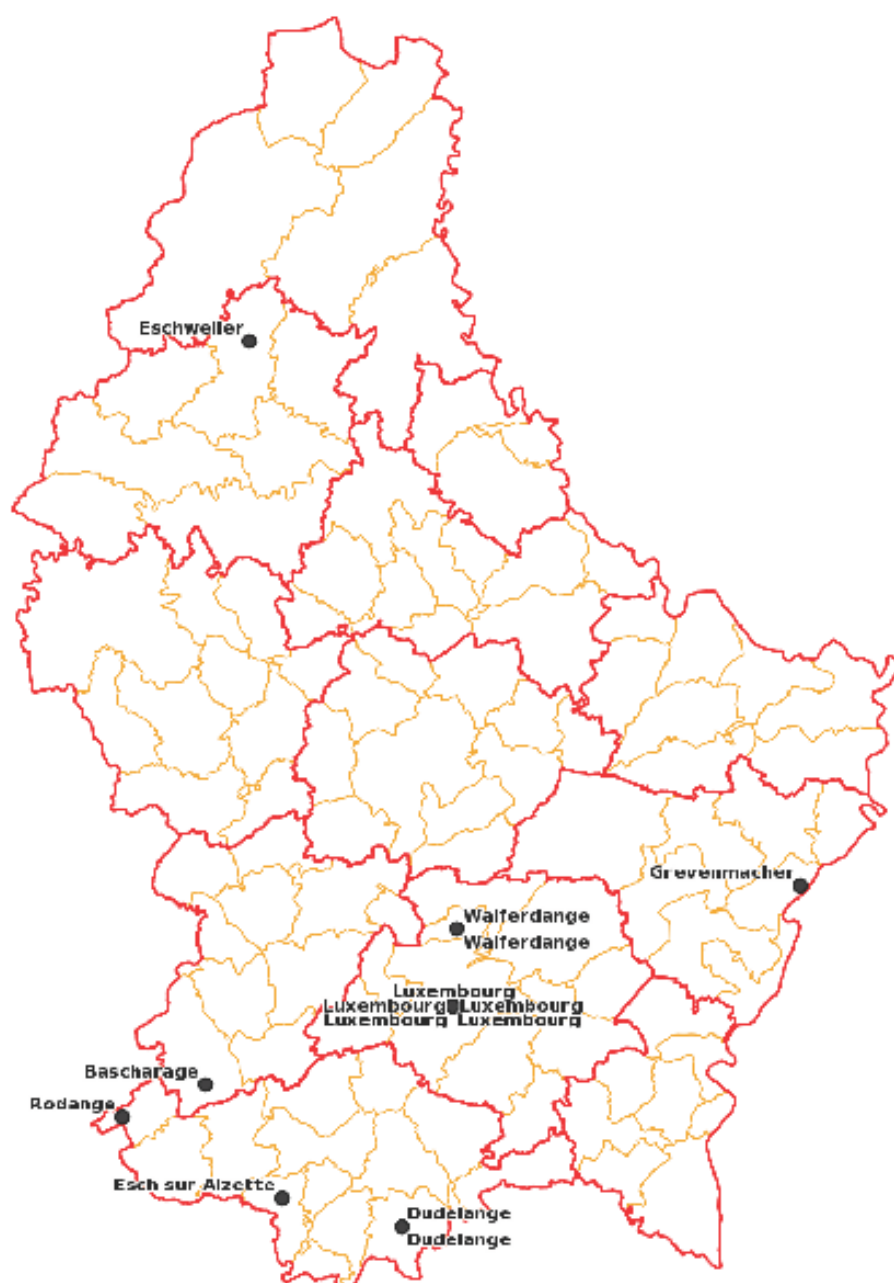 Eschweiler
Grevenmacher
Walferdange
Walferdange
Luxembourg
Luxembourg Luxembourg
Luxembourg Luxembourg
Bascharage
Rodange
Esch sur Alzette
Dudelange
Dudelange